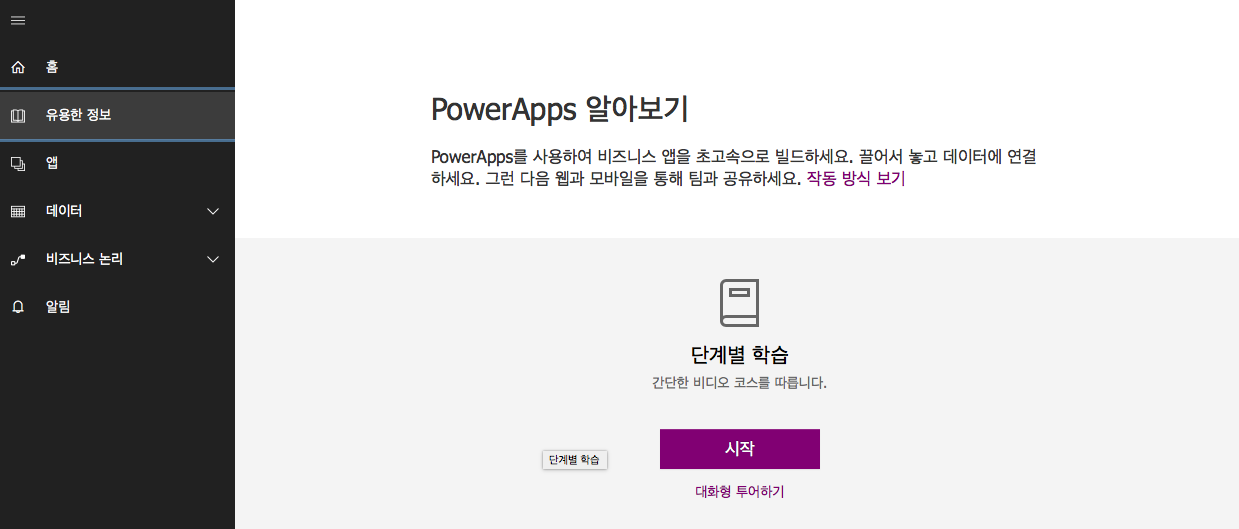 홈
유용한 정보
앱
데이터
비즈니스 논리
알림
PowerApps 알아보기
PowerApps를 사용하여 비즈니스 앱을 초고속으로 빌드하세요. 끌어서 놓고 데이터에 연결
하세요. 그런 다음 웹과 모바일을 통해 팀과 공유하세요. 작동 방식 보기
단계별 학습
간단한 비디오 코스를 따릅니다.
시작
단계별 학습
대화형 투어하기